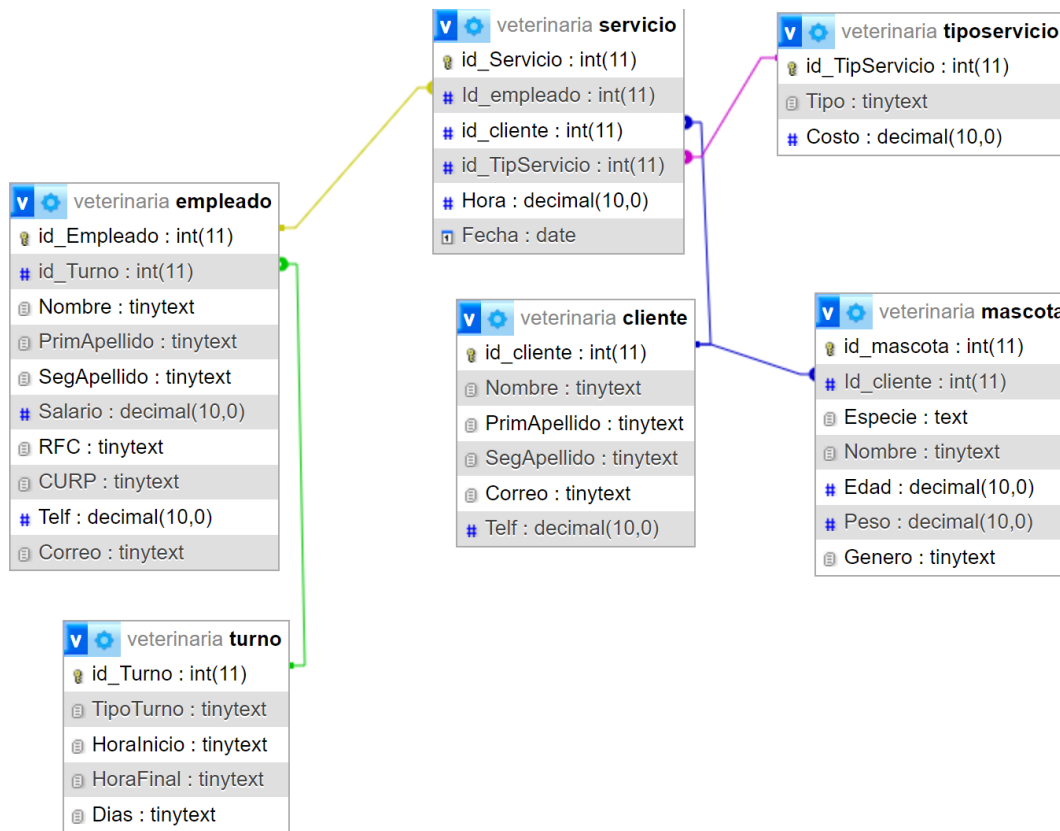 v veterinaria servicio
id_Servicio : int(11)
Id_empleado : int(11)
id_cliente : int(11)
id_TipServicio : int(11)
Hora : decimal(10,0)
Fecha : date
v veterinaria tiposervicio
id_TipServicio : int(11)
Tipo : tinytext
Costo : decimal(10,0)
v veterinaria empleado
id_Empleado : int(11)
id_Turno : int(11)
Nombre : tinytext
PrimApellido : tinytext
SegApellido : tinytext
Salario : decimal(10,0)
RFC : tinytext
CURP : tinytext
Telf : decimal(10,0)
Correo : tinytext
v veterinaria cliente
id_cliente : int(11)
Nombre : tinytext
PrimApellido : tinytext
SegApellido : tinytext
Correo : tinytext
Telf : decimal(10,0)
v veterinaria mascota
id_mascota : int(11)
Id_cliente : int(11)
Especie : text
Nombre : tinytext
Edad : decimal(10,0)
Peso : decimal(10,0)
Genero : tinytext
v veterinaria turno
id_Turno : int(11)
TipoTurno : tinytext
HoraInicio : tinytext
HoraFinal : tinytext
Dias : tinytext